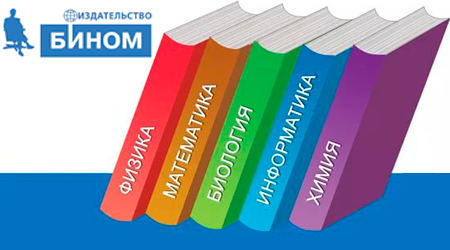 ИЗДАТЕЛЬСТВО
БИНОМ
ФИЗИКА
МАТЕМАТИКА
БИОЛОГИЯ
ИНФОРМАТИКА
ХИМИЯ